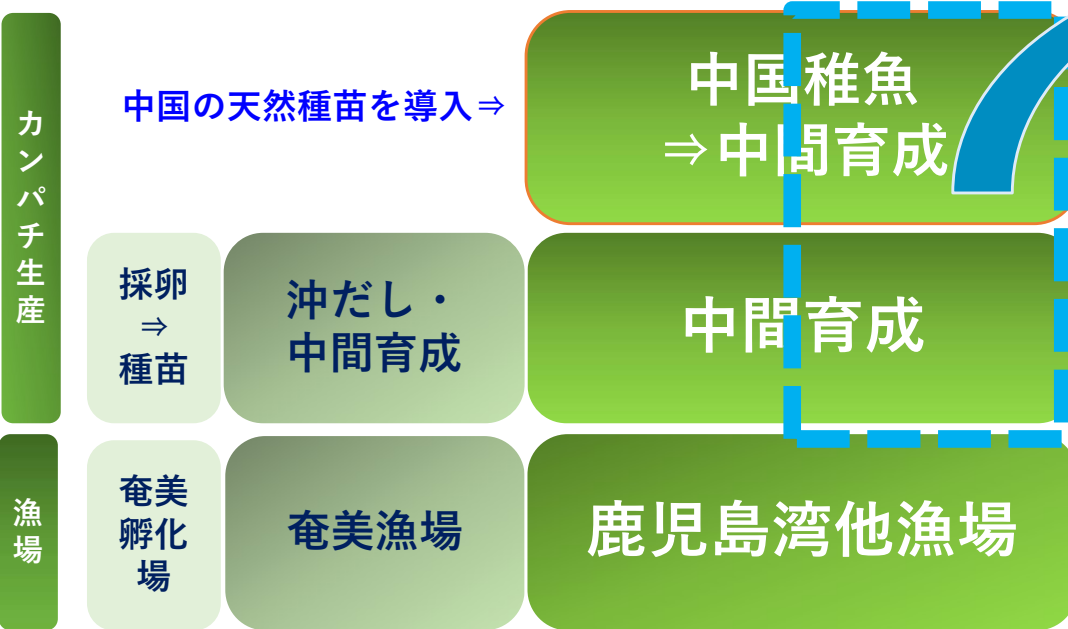 カンパチ生産
中国の天然種苗を導入⇒
中国稚魚
⇒中間育成
採卵
⇒
種苗
沖だし・
中間育成
中間育成
漁場
奄美
孵化
場
奄美漁場
鹿児島湾他漁場